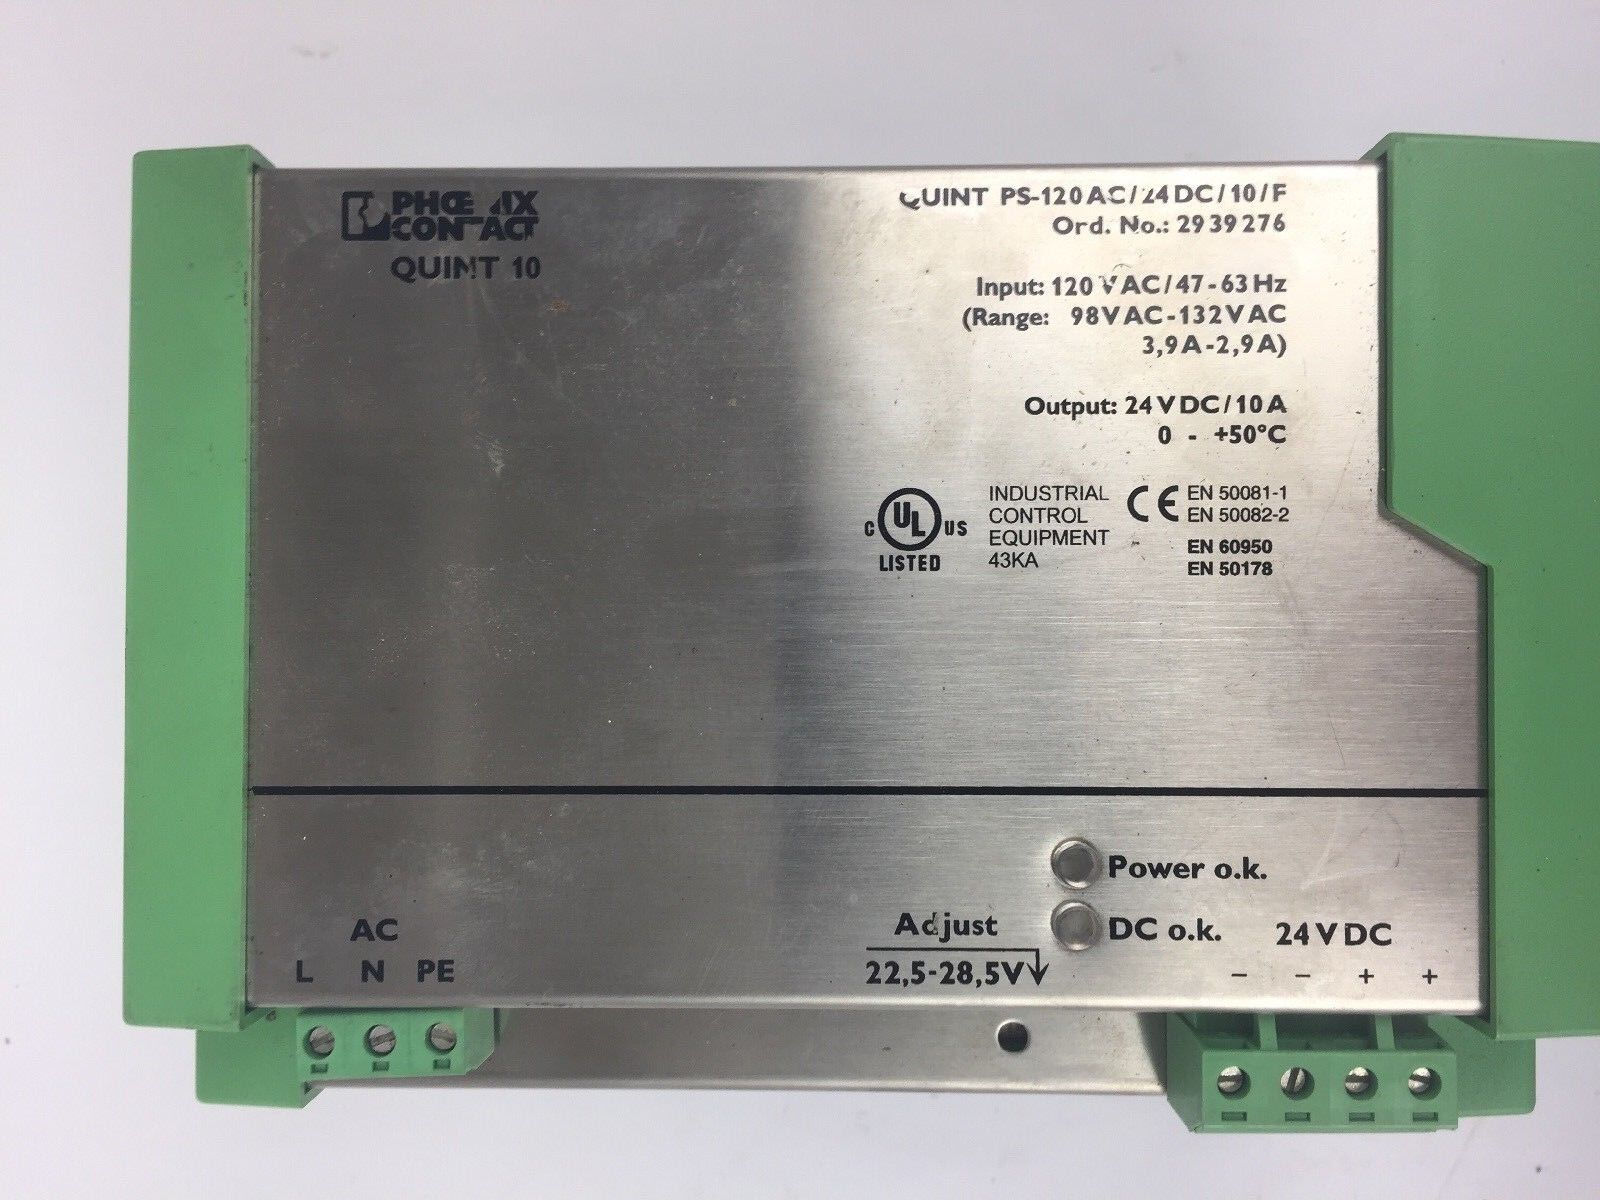 PHOENIX
CONTACT
QUINT 10
QUINT PS-120AC/24DC/10/F
Ord. No.: 2939276
Input: 120 VAC/47-63Hz
(Range: 98VAC-132VAC
3,9A-2,9A)
Output: 24VDC/10A
0 - +50°C
C UL US
LISTED
INDUSTRIAL
CONTROL
EQUIPMENT
43KA
CE
EN 50081-1
EN 50082-2
EN 60950
EN 50178
Power o.k.
DC o.k.
Adjust
22,5-28,5V
24VDC
- - + +
AC
L N PE